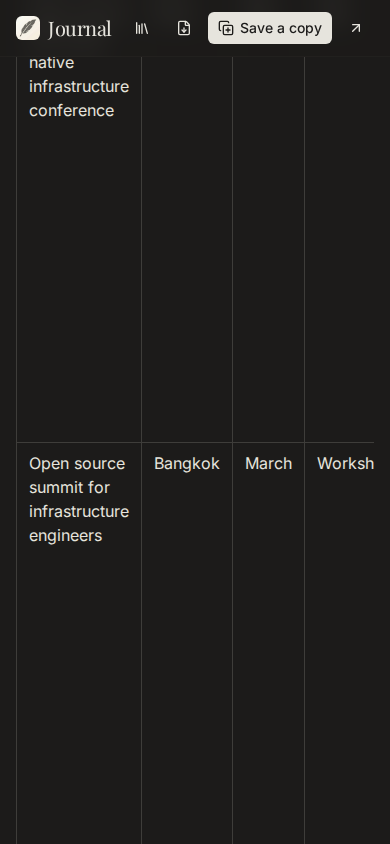 Journal
Save a copy
native
infrastructure
conference
Open source
summit for
infrastructure
engineers
Bangkok
March
Worksh